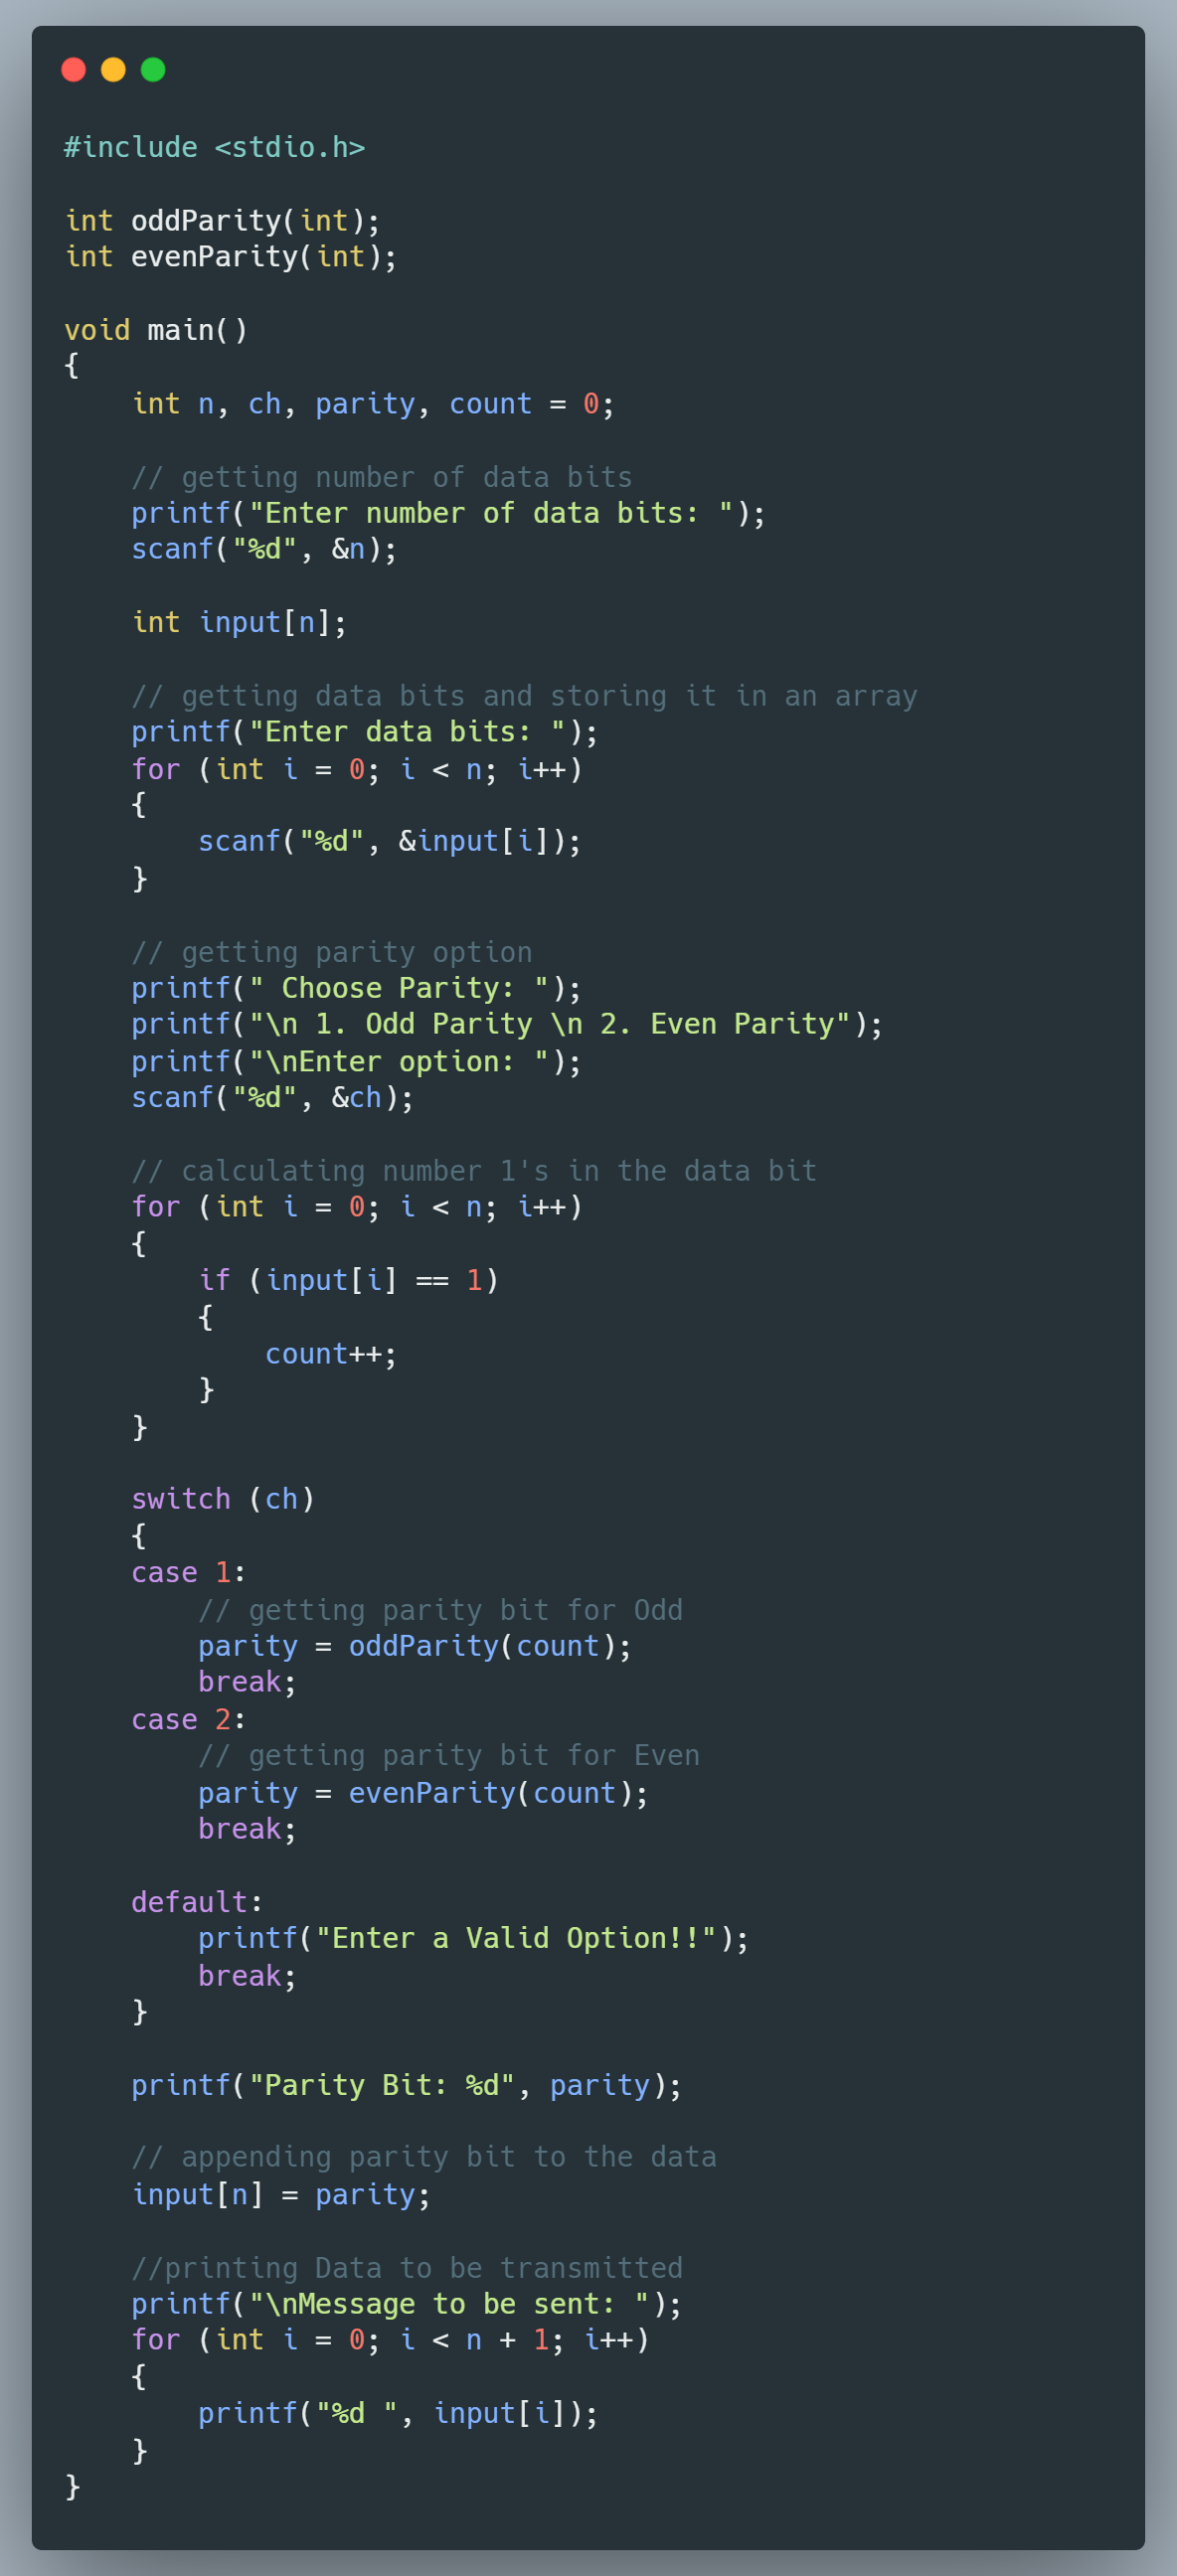 #include <stdio.h>

int oddParity(int);
int evenParity(int);

void main()
{
    int n, ch, parity, count = 0;

    // getting number of data bits
    printf("Enter number of data bits: ");
    scanf("%d", &n);

    int input[n];

    // getting data bits and storing it in an array
    printf("Enter data bits: ");
    for (int i = 0; i < n; i++)
    {
        scanf("%d", &input[i]);
    }

    // getting parity option
    printf(" Choose Parity: ");
    printf("\n 1. Odd Parity \n 2. Even Parity");
    printf("\nEnter option: ");
    scanf("%d", &ch);

    // calculating number 1's in the data bit
    for (int i = 0; i < n; i++)
    {
        if (input[i] == 1)
        {
            count++;
        }
    }

    switch (ch)
    {
    case 1:
        // getting parity bit for Odd
        parity = oddParity(count);
        break;
    case 2:
        // getting parity bit for Even
        parity = evenParity(count);
        break;

    default:
        printf("Enter a Valid Option!!");
        break;
    }

    printf("Parity Bit: %d", parity);

    // appending parity bit to the data
    input[n] = parity;

    //printing Data to be transmitted
    printf("\nMessage to be sent: ");
    for (int i = 0; i < n + 1; i++)
    {
        printf("%d ", input[i]);
    }
}